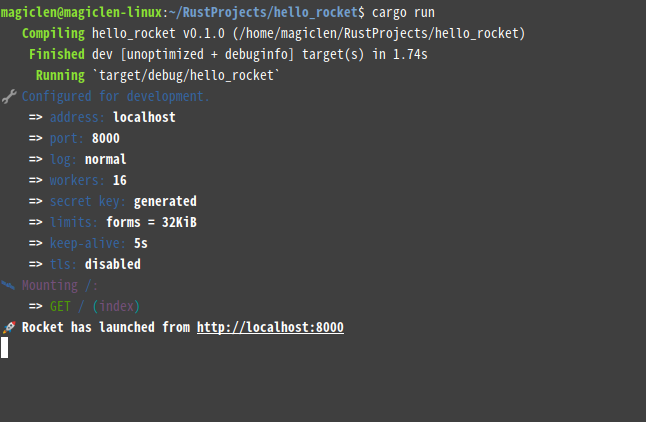 magiclen@magiclen-linux:~/RustProjects/hello_rocket$ cargo run
   Compiling hello_rocket v0.1.0 (/home/magiclen/RustProjects/hello_rocket)
    Finished dev [unoptimized + debuginfo] target(s) in 1.74s
     Running `target/debug/hello_rocket`
🔧 Configured for development.
    => address: localhost
    => port: 8000
    => log: normal
    => workers: 16
    => secret key: generated
    => limits: forms = 32KiB
    => keep-alive: 5s
    => tls: disabled
🛰 Mounting /:
    => GET / (index)
🚀 Rocket has launched from http://localhost:8000